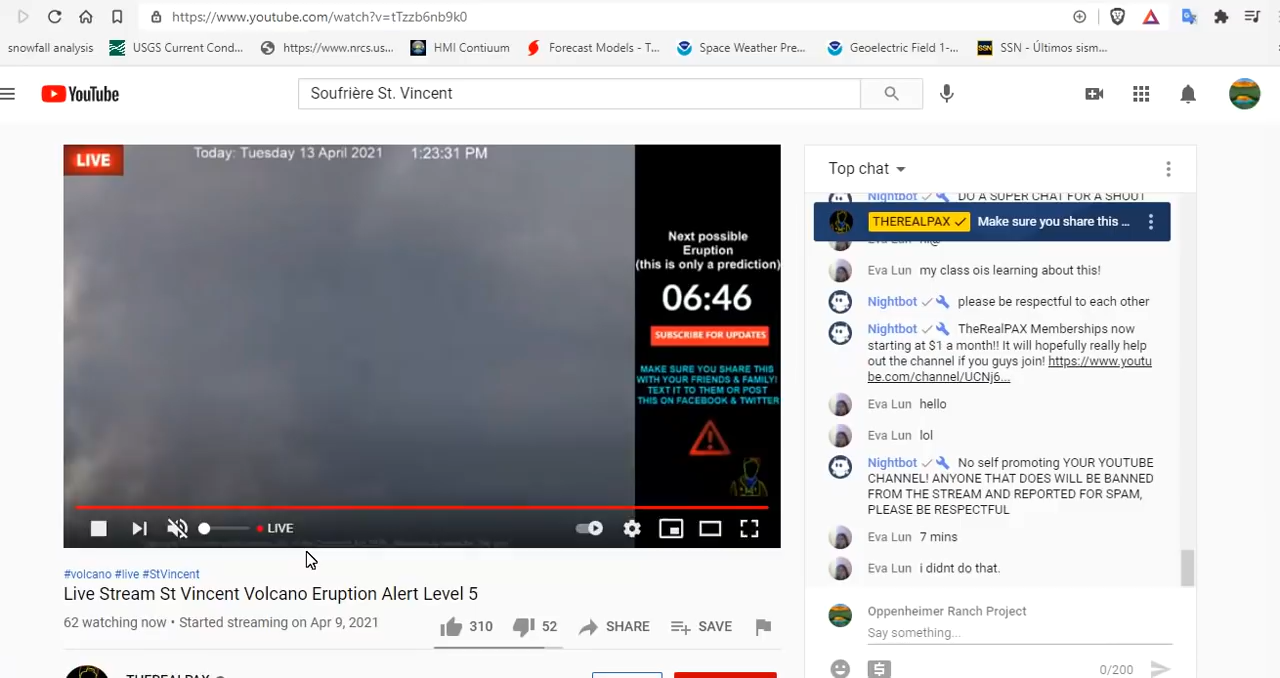 https://www.youtube.com/watch?v=tTzzb6nb9k0
snowfall analysis
USGS Current Cond...
https://www.nrcs.us...
HMI Contiuum
Forecast Models - T...
Space Weather Pre...
Geoelectric Field 1-...
SSN
SSN - Últimos sism...
YouTube
Soufrière St. Vincent
LIVE
Today: Tuesday 13 April 2021 1:23:31 PM
Next possible
Eruption
(this is only a prediction)
06:46
SUBSCRIBE FOR UPDATES
MAKE SURE YOU SHARE THIS
WITH YOUR FRIENDS & FAMILY!
TEXT IT TO THEM OR POST
THIS ON FACEBOOK & TWITTER
LIVE
#volcano #live #StVincent
Live Stream St Vincent Volcano Eruption Alert Level 5
62 watching now • Started streaming on Apr 9, 2021
310
52
SHARE
SAVE
THEREALPAX
Top chat
Nightbot DO A SUPER CHAT FOR A SHOUT
THEREALPAX Make sure you share this ...
Eva Lun hi@
Eva Lun my class ois learning about this!
Nightbot please be respectful to each other
Nightbot TheRealPAX Memberships now
starting at $1 a month!! It will hopefully really help
out the channel if you guys join! https://www.youtu
be.com/channel/UCNj6...
Eva Lun hello
Eva Lun lol
Nightbot No self promoting YOUR YOUTUBE
CHANNEL! ANYONE THAT DOES WILL BE BANNED
FROM THE STREAM AND REPORTED FOR SPAM,
PLEASE BE RESPECTFUL
Eva Lun 7 mins
Eva Lun i didnt do that.
Oppenheimer Ranch Project
Say something...
0/200